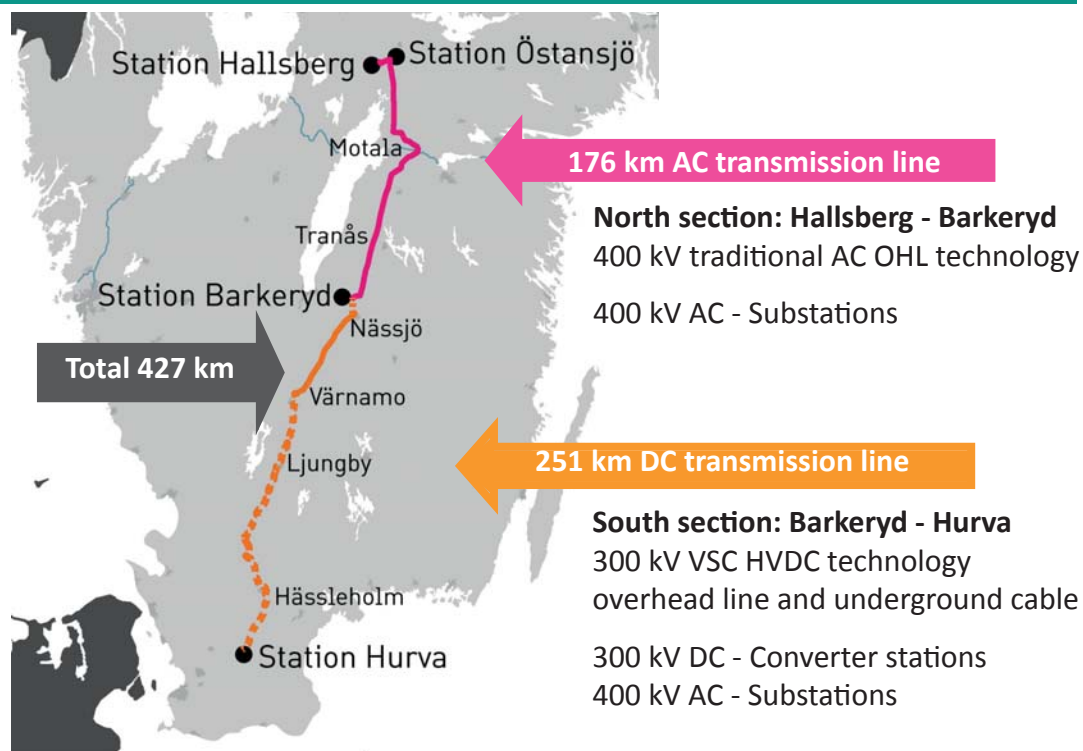 Station Östansjö
Station Hallsberg
Motala
176 km AC transmission line
North section: Hallsberg - Barkeryd
400 kV traditional AC OHL technology
400 kV AC - Substations
Tranås
Station Barkeryd
Nässjö
Total 427 km
Värnamo
Ljungby
251 km DC transmission line
South section: Barkeryd - Hurva
300 kV VSC HVDC technology
overhead line and underground cable
300 kV DC - Converter stations
400 kV AC - Substations
Hässleholm
Station Hurva